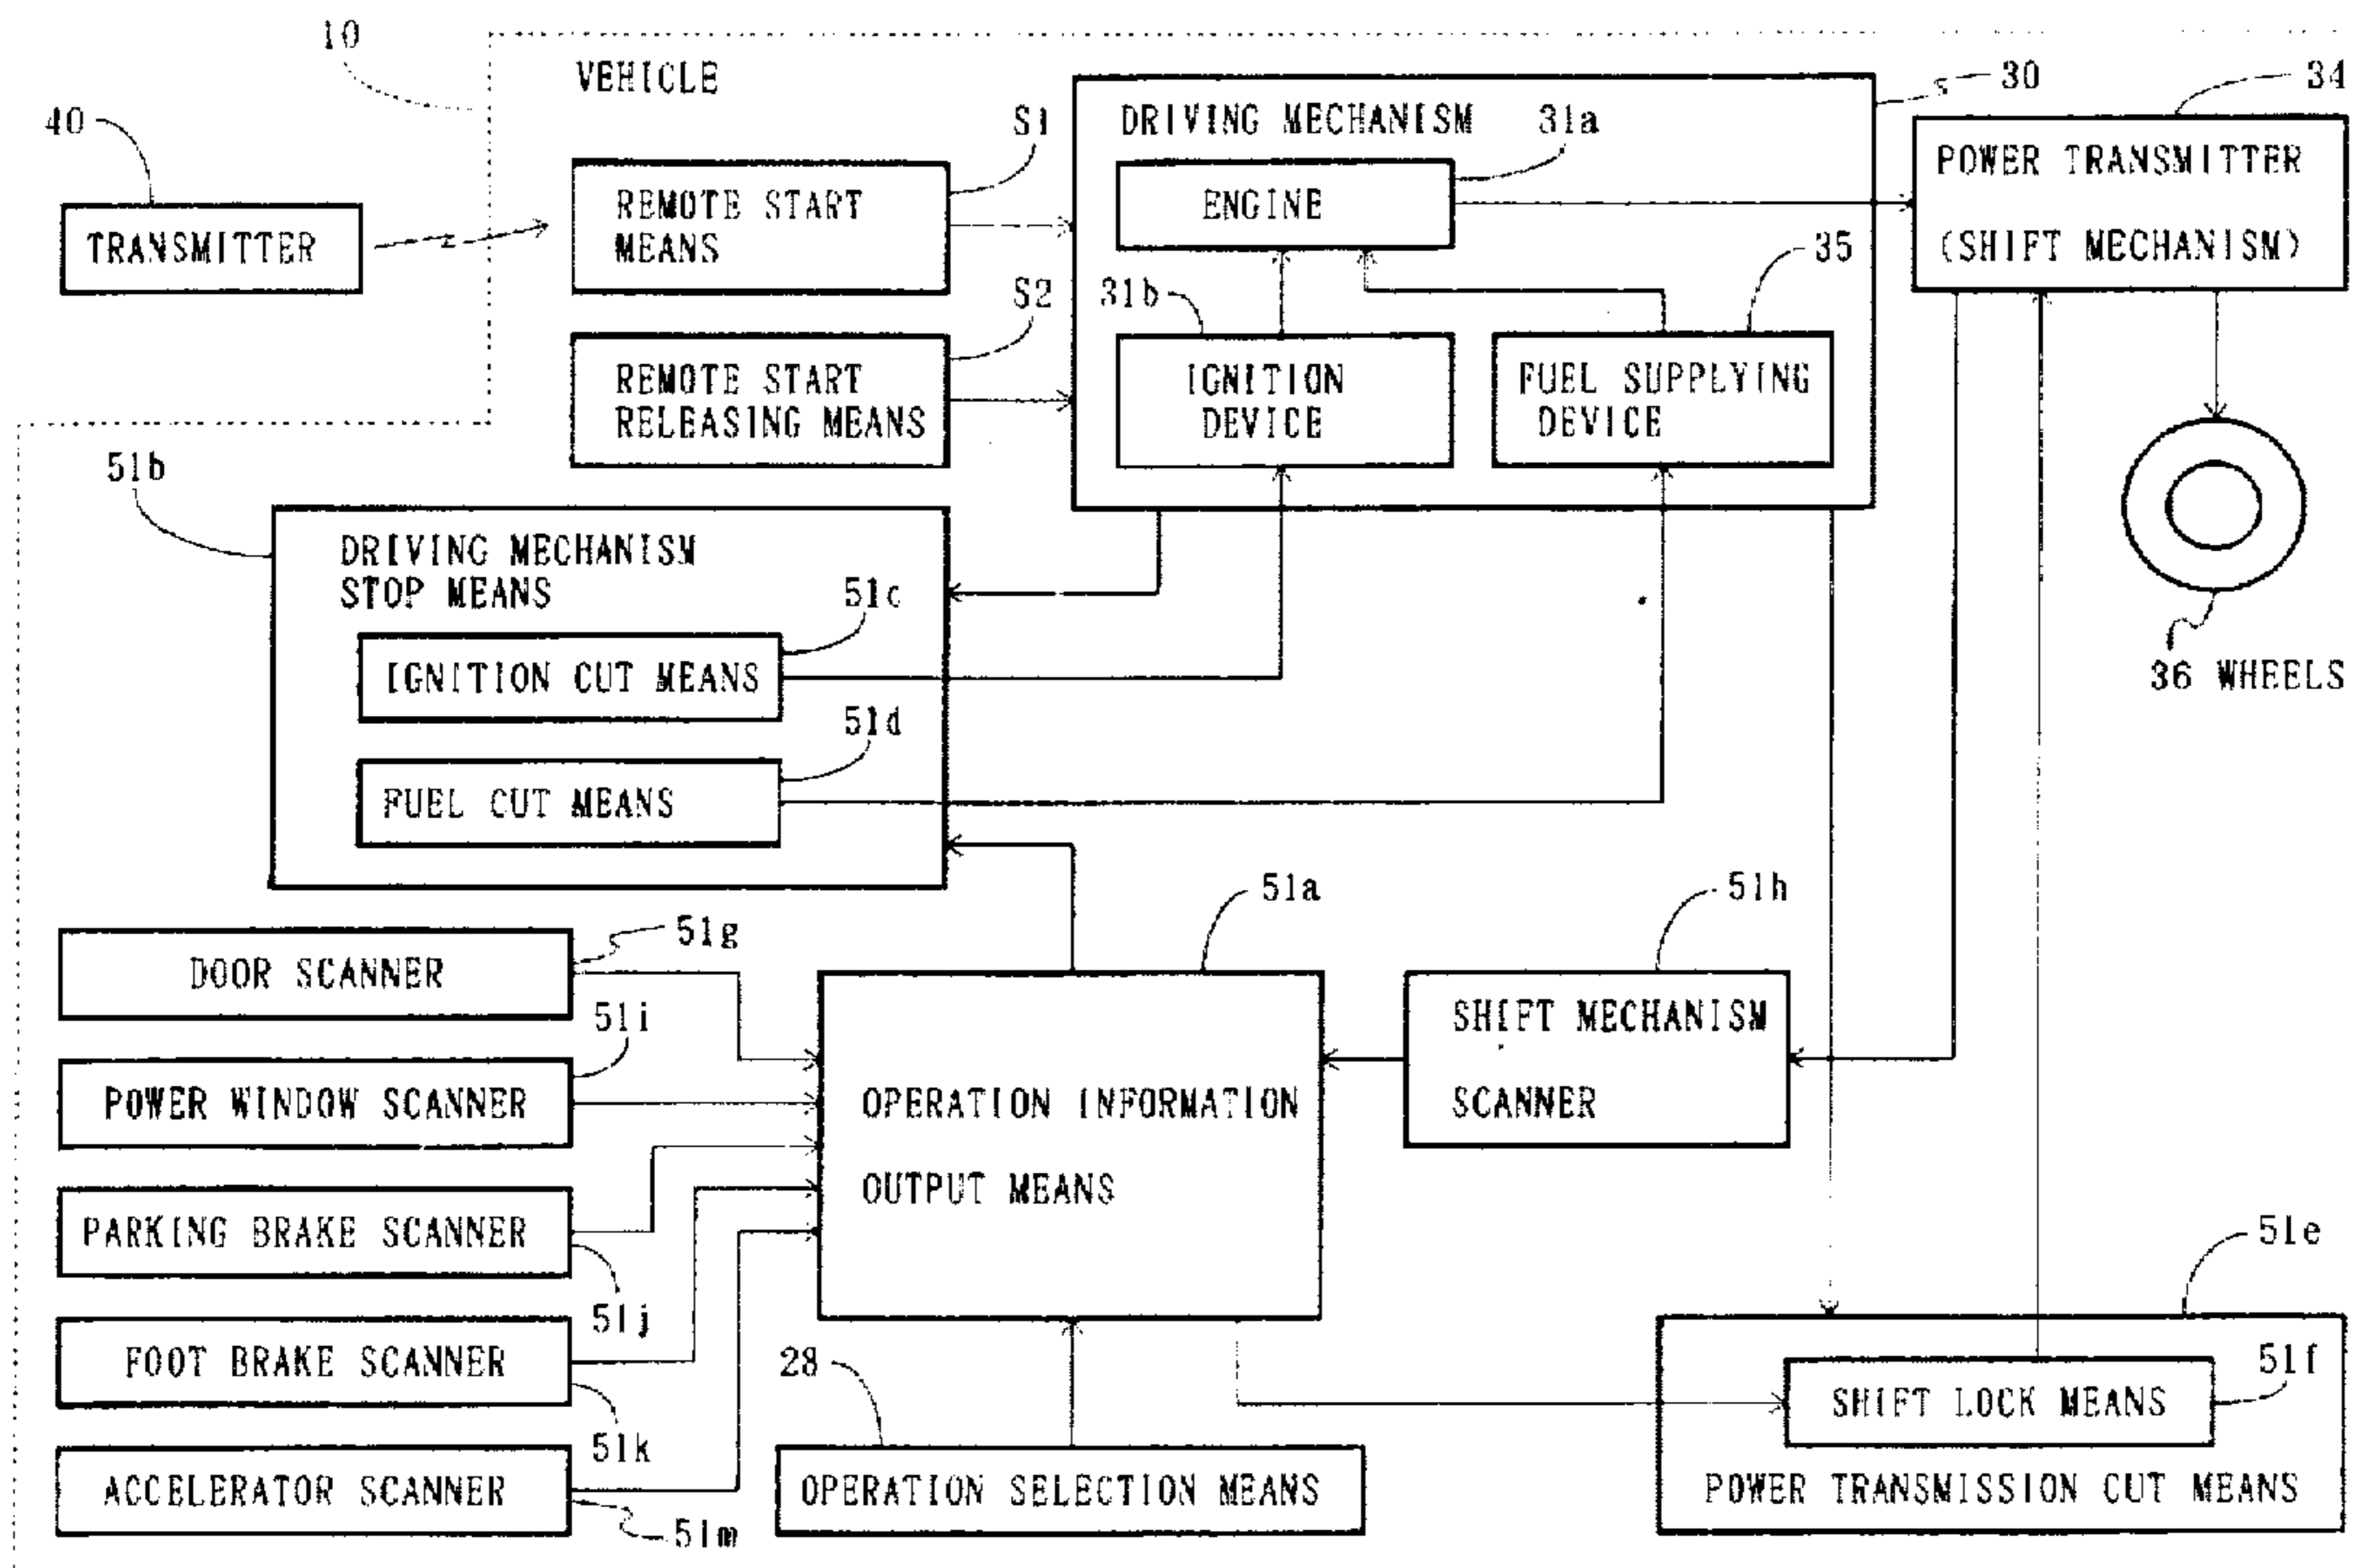 10
VEHICLE
30
34
40
S1
DRIVING MECHANISM
31a
POWER TRANSMITTER
(SHIFT MECHANISM)
TRANSMITTER
REMOTE START
MEANS
ENGINE
35
S2
31b
REMOTE START
RELEASING MEANS
IGNITION
DEVICE
FUEL SUPPLYING
DEVICE
51b
DRIVING MECHANISM
STOP MEANS
51c
IGNITION CUT MEANS
36 WHEELS
51d
FUEL CUT MEANS
51a
51h
51g
DOOR SCANNER
51i
POWER WINDOW SCANNER
SHIFT MECHANISM
SCANNER
OPERATION INFORMATION
OUTPUT MEANS
PARKING BRAKE SCANNER
51j
51e
FOOT BRAKE SCANNER
51k
28
51f
SHIFT LOCK MEANS
ACCELERATOR SCANNER
51m
OPERATION SELECTION MEANS
POWER TRANSMISSION CUT MEANS